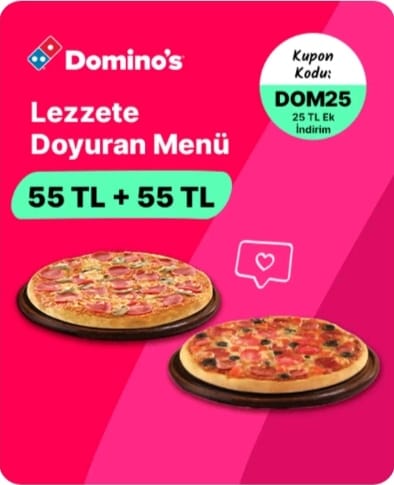 Domino's
Kupon
Kodu:
DOM25
25 TL Ek
İndirim
Lezzete
Doyuran Menü
55 TL + 55 TL